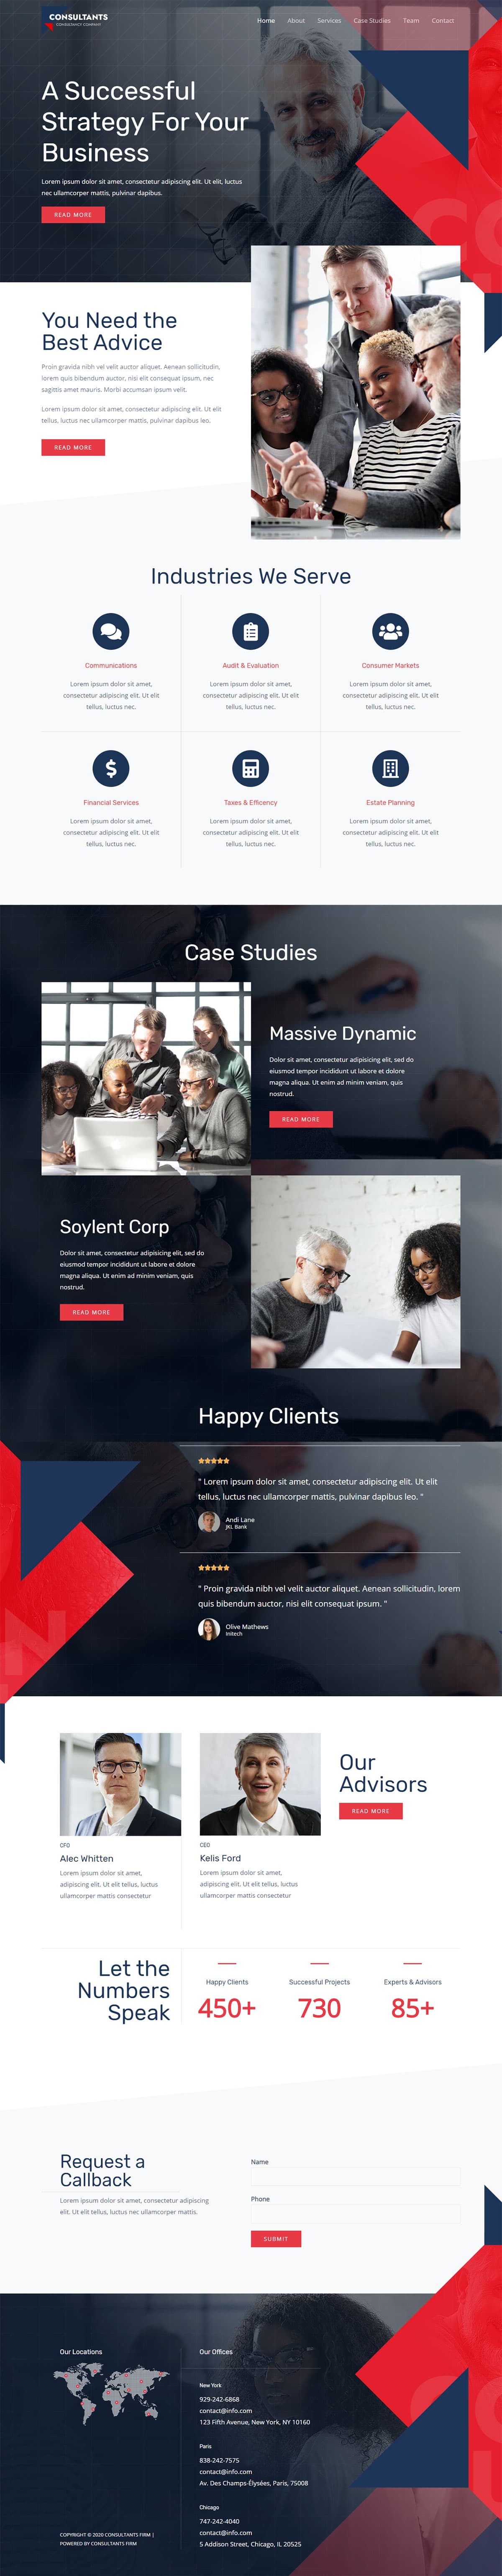 CONSULTANTS
CONSULTANCY COMPANY
Home About Services Case Studies Team Contact
A Successful
Strategy For Your
Business
Lorem ipsum dolor sit amet, consectetur adipiscing elit. Ut elit, luctus
nec ullamcorper mattis, pulvinar dapibus.
READ MORE
You Need the
Best Advice
Proin gravida nibh vel velit auctor aliquet. Aenean sollicitudin,
lorem quis bibendum auctor, nisi elit consequat ipsum, nec
sagittis amet mauris. Morbi accumsan ipsum velit.
Lorem ipsum dolor sit amet, consectetur adipiscing elit. Ut elit
tellus, luctus nec ullamcorper mattis, pulvinar dapibus leo.
READ MORE
Industries We Serve
Communications
Lorem ipsum dolor sit amet,
consectetur adipiscing elit. Ut elit
tellus, luctus nec.
Audit & Evaluation
Lorem ipsum dolor sit amet,
consectetur adipiscing elit. Ut elit
tellus, luctus nec.
Consumer Markets
Lorem ipsum dolor sit amet,
consectetur adipiscing elit. Ut elit
tellus, luctus nec.
Financial Services
Lorem ipsum dolor sit amet,
consectetur adipiscing elit. Ut elit
tellus, luctus nec.
Taxes & Efficency
Lorem ipsum dolor sit amet,
consectetur adipiscing elit. Ut elit
tellus, luctus nec.
Estate Planning
Lorem ipsum dolor sit amet,
consectetur adipiscing elit. Ut elit
tellus, luctus nec.
Case Studies
Massive Dynamic
Dolor sit amet, consectetur adipisicing elit, sed do
eiusmod tempor incididunt ut labore et dolore
magna aliqua. Ut enim ad minim veniam, quis
nostrud.
READ MORE
Soylent Corp
Dolor sit amet, consectetur adipisicing elit, sed do
eiusmod tempor incididunt ut labore et dolore
magna aliqua. Ut enim ad minim veniam, quis
nostrud.
READ MORE
Happy Clients
" Lorem ipsum dolor sit amet, consectetur adipiscing elit. Ut elit
tellus, luctus nec ullamcorper mattis, pulvinar dapibus leo. "
Andi Lane
JKL Bank
" Proin gravida nibh vel velit auctor aliquet. Aenean sollicitudin, lorem
quis bibendum auctor, nisi elit consequat ipsum. "
Olive Mathews
Initech
CFO
Alec Whitten
Lorem ipsum dolor sit amet,
adipiscing elit. Ut elit tellus, luctus
ullamcorper mattis consectetur
CEO
Kelis Ford
Lorem ipsum dolor sit amet,
adipiscing elit. Ut elit tellus, luctus
ullamcorper mattis consectetur
Our
Advisors
READ MORE
Let the
Numbers
Speak
Happy Clients
450+
Successful Projects
730
Experts & Advisors
85+
Request a
Callback
Lorem ipsum dolor sit amet, consectetur adipiscing
elit. Ut elit tellus, luctus nec ullamcorper mattis.
Name
Phone
SUBMIT
Our Locations
COPYRIGHT © 2020 CONSULTANTS FIRM |
POWERED BY CONSULTANTS FIRM
Our Offices
New York
929-242-6868
contact@info.com
123 Fifth Avenue, New York, NY 10160
Paris
838-242-7575
contact@info.com
Av. Des Champs-Élysées, Paris, 75008
Chicago
747-242-4040
contact@info.com
5 Addison Street, Chicago, IL 20525